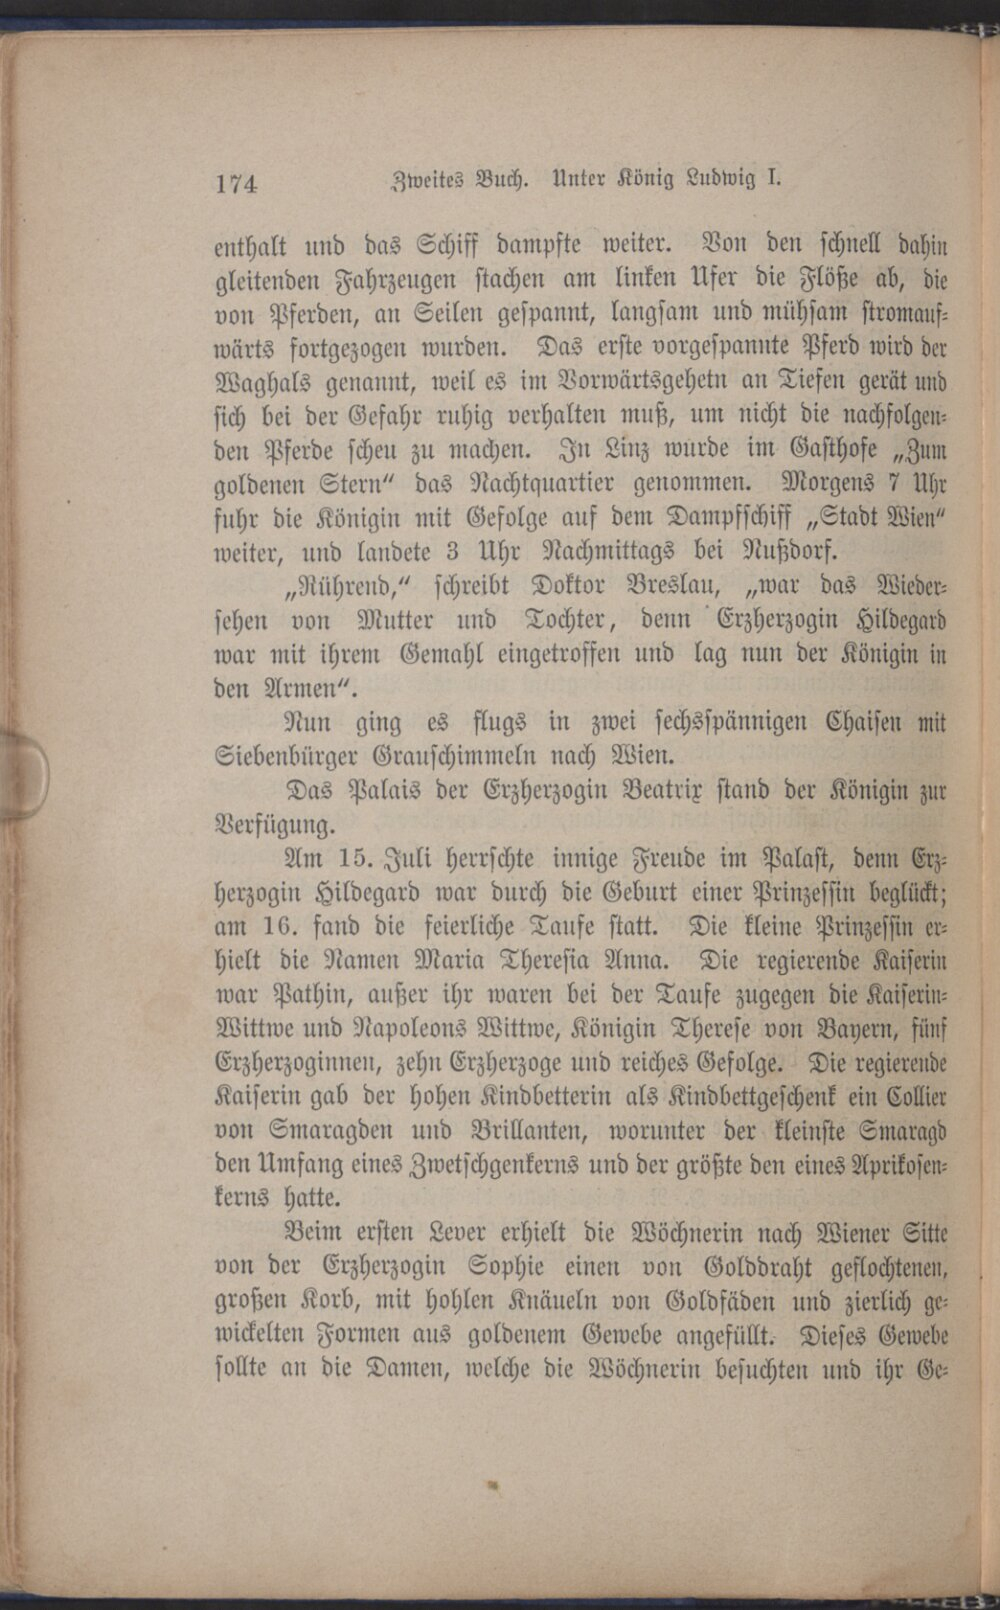 174 Zweites Buch. Unter König Ludwig I.
enthalt und das Schiff dampfte weiter. Von den schnell dahin
gleitenden Fahrzeugen stachen am linken Ufer die Flöße ab, die
von Pferden, an Seilen gespannt, langsam und mühsam stromauf-
wärts fortgezogen wurden. Das erste vorgespannte Pferd wird der
Waghals genannt, weil es im Vorwärtsgehetn an Tiefen gerät und
sich bei der Gefahr ruhig verhalten muß, um nicht die nachfolgen-
den Pferde scheu zu machen. In Linz wurde im Gasthofe „Zum
goldenen Stern“ das Nachtquartier genommen. Morgens 7 Uhr
fuhr die Königin mit Gefolge auf dem Dampfschiff „Stadt Wien“
weiter, und landete 3 Uhr Nachmittags bei Nußdorf.
„Rührend,“ schreibt Doktor Breslau, „war das Wieder-
sehen von Mutter und Tochter, denn Erzherzogin Hildegard
war mit ihrem Gemahl eingetroffen und lag nun der Königin in
den Armen“.
Nun ging es flugs in zwei sechsspännigen Chaisen mit
Siebenbürger Grauschimmeln nach Wien.
Das Palais der Erzherzogin Beatrix stand der Königin zur
Verfügung.
Am 15. Juli herrschte innige Freude im Palast, denn Erz-
herzogin Hildegard war durch die Geburt einer Prinzessin beglückt;
am 16. fand die feierliche Taufe statt. Die kleine Prinzessin er-
hielt die Namen Maria Theresia Anna. Die regierende Kaiserin
war Pathin, außer ihr waren bei der Taufe zugegen die Kaiserin-
Wittwe und Napoleons Wittwe, Königin Therese von Bayern, fünf
Erzherzoginnen, zehn Erzherzoge und reiches Gefolge. Die regierende
Kaiserin gab der hohen Kindbetterin als Kindbettgeschenk ein Collier
von Smaragden und Brillanten, worunter der kleinste Smaragd
den Umfang eines Zwetschgenkerns und der größte den eines Aprikosen-
kerns hatte.
Beim ersten Lever erhielt die Wöchnerin nach Wiener Sitte
von der Erzherzogin Sophie einen von Golddraht geflochtenen,
großen Korb, mit hohlen Knäueln von Goldfäden und zierlich ge-
wickelten Formen aus goldenem Gewebe angefüllt. Dieses Gewebe
sollte an die Damen, welche die Wöchnerin besuchten und ihr Ge-